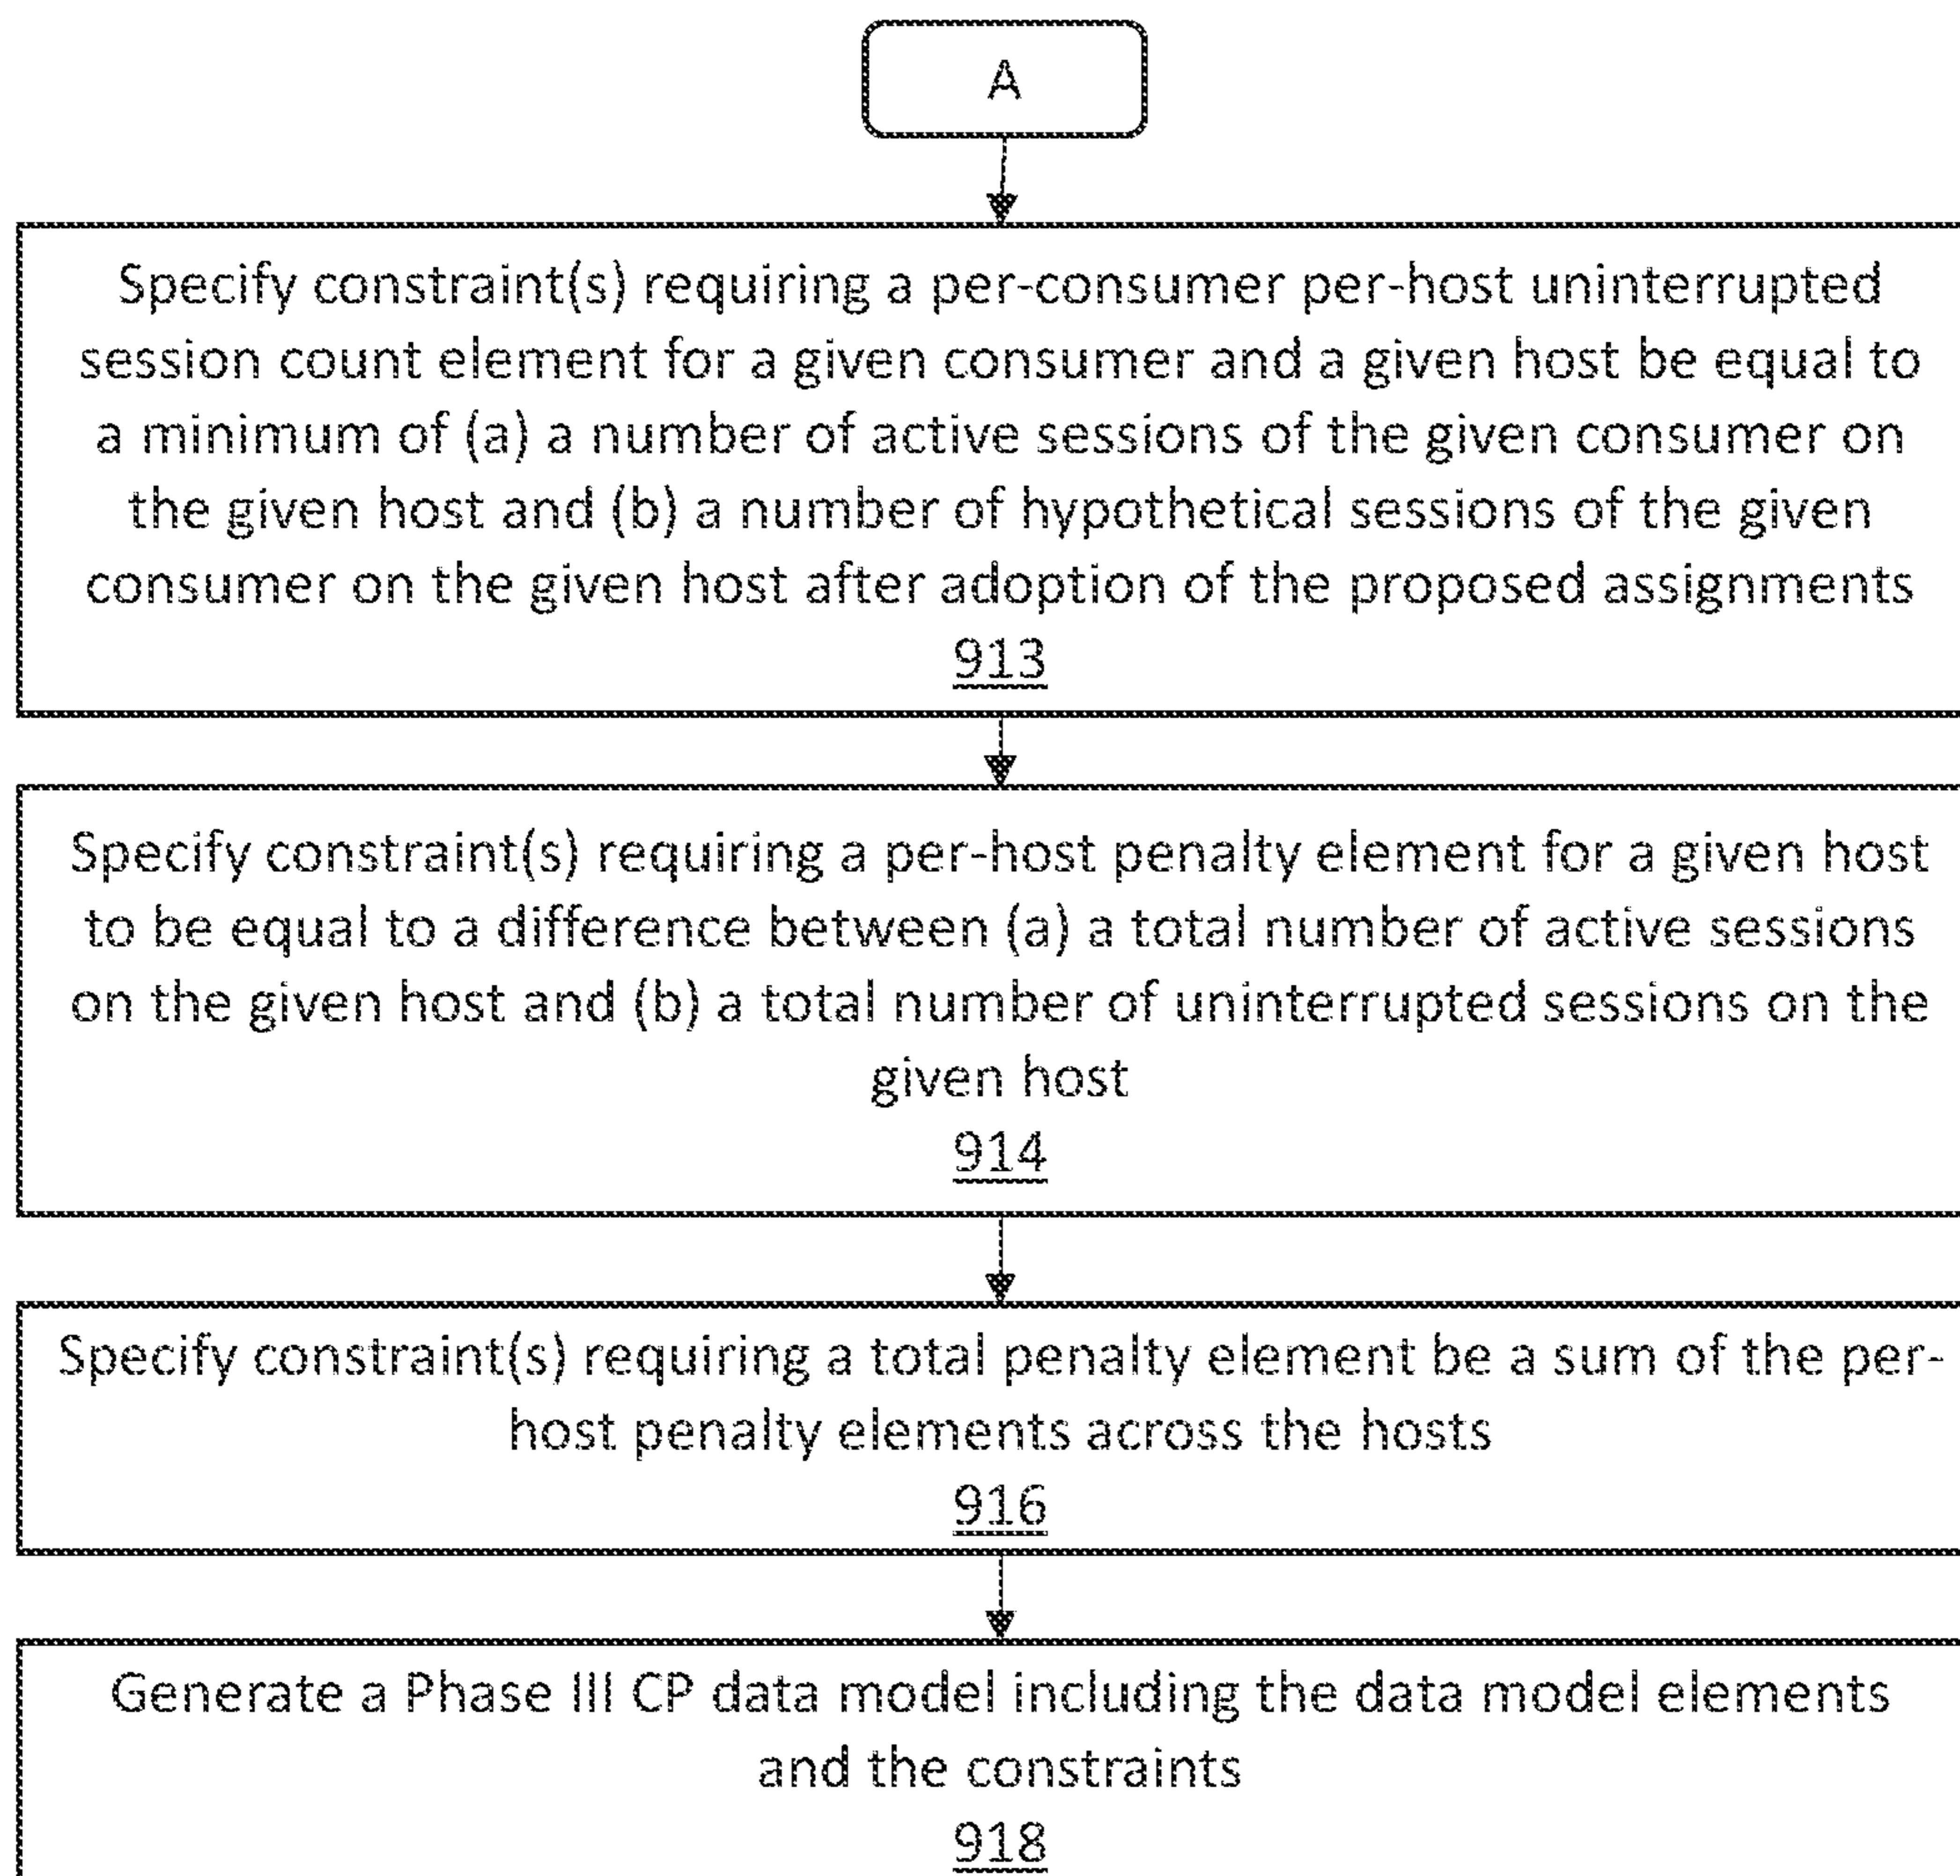 A
Specify constraint(s) requiring a per-consumer per-host uninterrupted
session count element for a given consumer and a given host be equal to
a minimum of (a) a number of active sessions of the given consumer on
the given host and (b) a number of hypothetical sessions of the given
consumer on the given host after adoption of the proposed assignments
913
Specify constraint(s) requiring a per-host penalty element for a given host
to be equal to a difference between (a) a total number of active sessions
on the given host and (b) a total number of uninterrupted sessions on the
given host
914
Specify constraint(s) requiring a total penalty element be a sum of the per-
host penalty elements across the hosts
916
Generate a Phase III CP data model including the data model elements
and the constraints
918